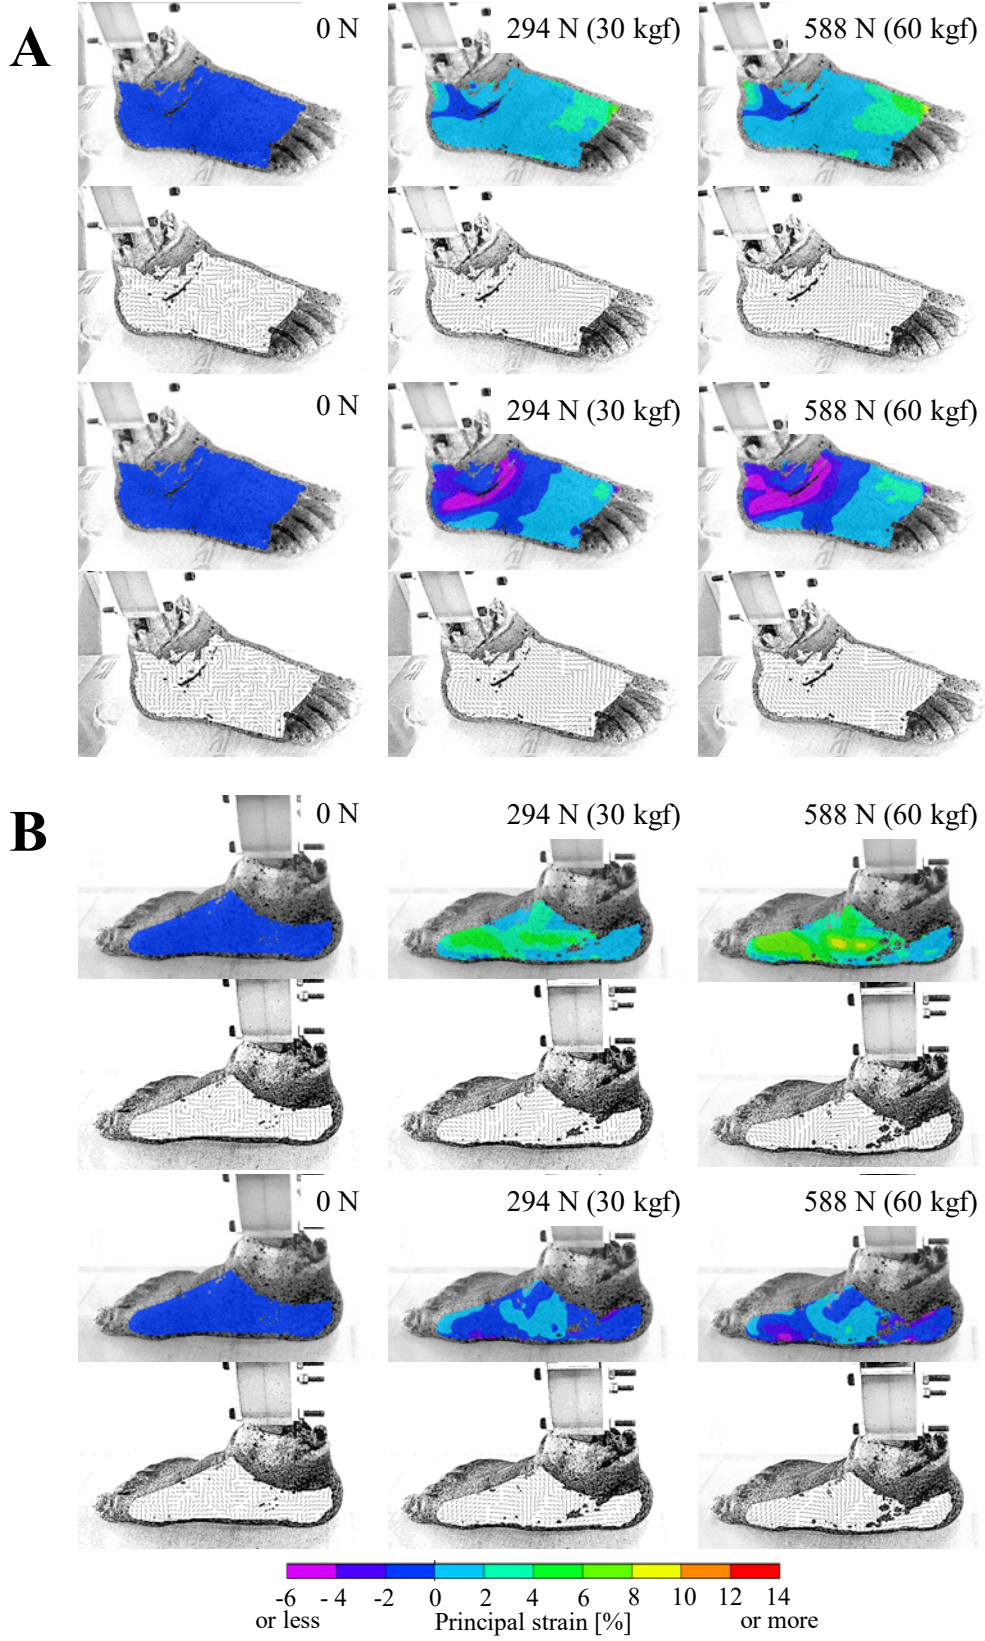 A
0 N 294 N (30 kgf) 588 N (60 kgf)
0 N 294 N (30 kgf) 588 N (60 kgf)
B
0 N 294 N (30 kgf) 588 N (60 kgf)
0 N 294 N (30 kgf) 588 N (60 kgf)
-6 - 4 -2 0 2 4 6 8 10 12 14
or less Principal strain [%] or more